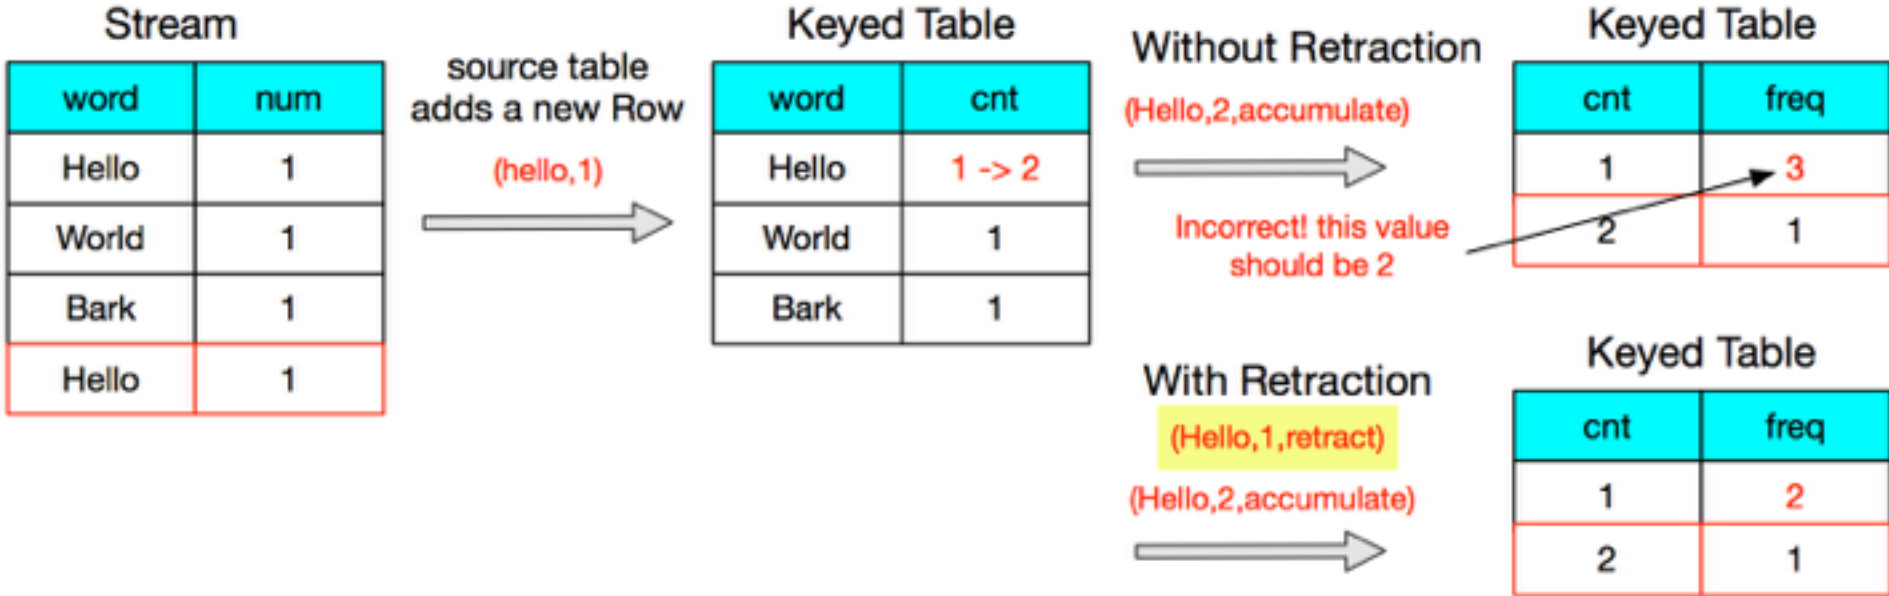 Stream
word num
Hello 1
World 1
Bark 1
Hello 1
source table
adds a new Row
(hello,1)
Keyed Table
word cnt
Hello 1 -> 2
World 1
Bark 1
Without Retraction
(Hello,2,accumulate)
Incorrect! this value
should be 2
Keyed Table
cnt freq
1 3
2 1
With Retraction
(Hello,1,retract)
(Hello,2,accumulate)
Keyed Table
cnt freq
1 2
2 1